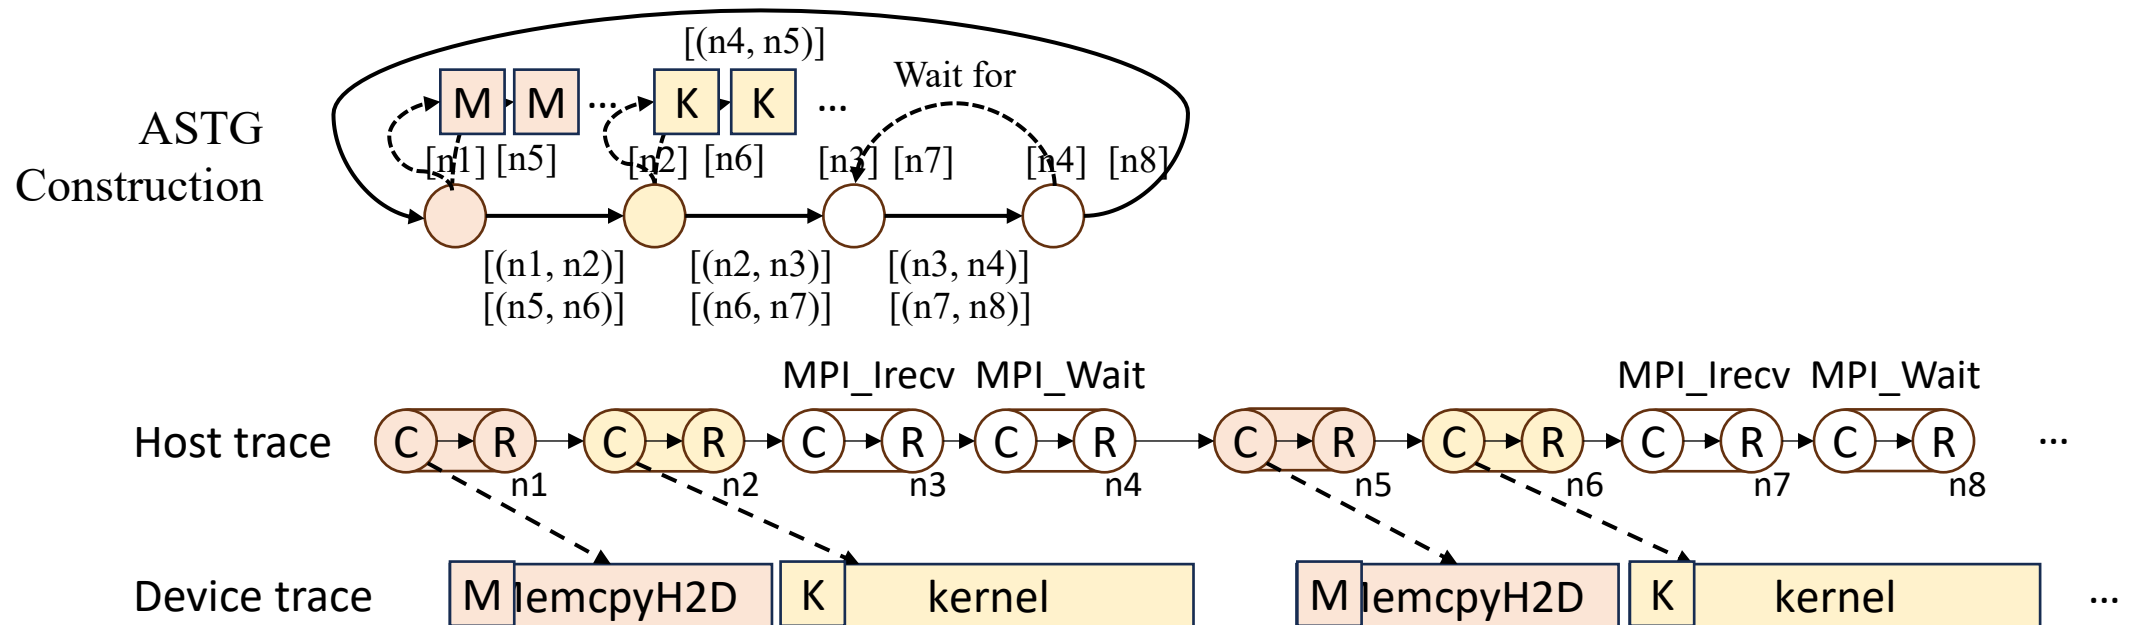 [(n4, n5)]
Wait for
M M ... K K ...
ASTG
Construction
[n1] [n5] [n2] [n6] [n3] [n7] [n4] [n8]
[(n1, n2)] [(n2, n3)] [(n3, n4)]
[(n5, n6)] [(n6, n7)] [(n7, n8)]
MPI_Irecv MPI_Wait MPI_Irecv MPI_Wait
Host trace C R C R C R C R C R C R C R C R ...
n1 n2 n3 n4 n5 n6 n7 n8
Device trace M emcpyH2D K kernel M emcpyH2D K kernel ...